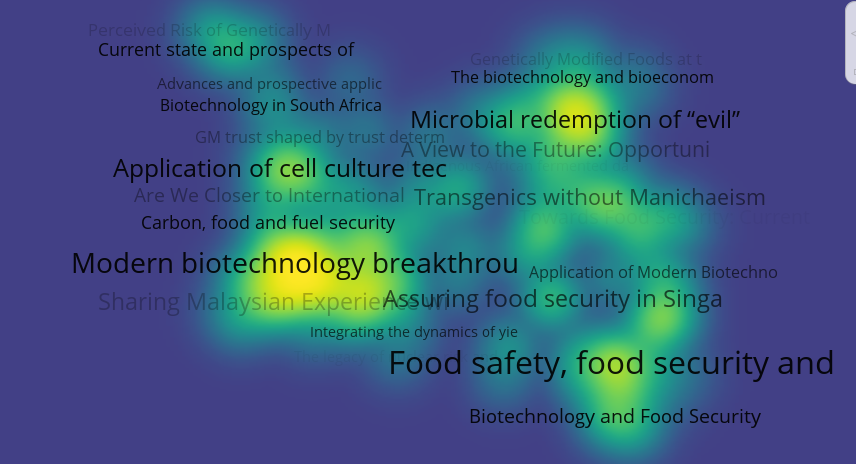 Perceived Risk of Genetically M
Current state and prospects of
Genetically Modified Foods at t
The biotechnology and bioeconom
Advances and prospective applic
Biotechnology in South Africa
Microbial redemption of “evil”
GM trust shaped by trust determ
A View to the Future: Opportuni
Application of cell culture tec
Are We Closer to International
Transgenics without Manichaeism
Towards Food Security: Current
Carbon, food and fuel security
Modern biotechnology breakthrou
Application of Modern Biotechno
Sharing Malaysian Experience Wi
Assuring food security in Singa
Integrating the dynamics of yie
Food safety, food security and
Biotechnology and Food Security